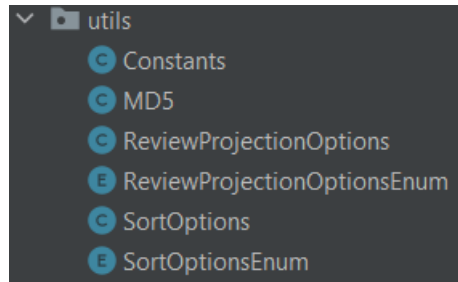 utils
C Constants
C MD5
C ReviewProjectionOptions
E ReviewProjectionOptionsEnum
C SortOptions
E SortOptionsEnum